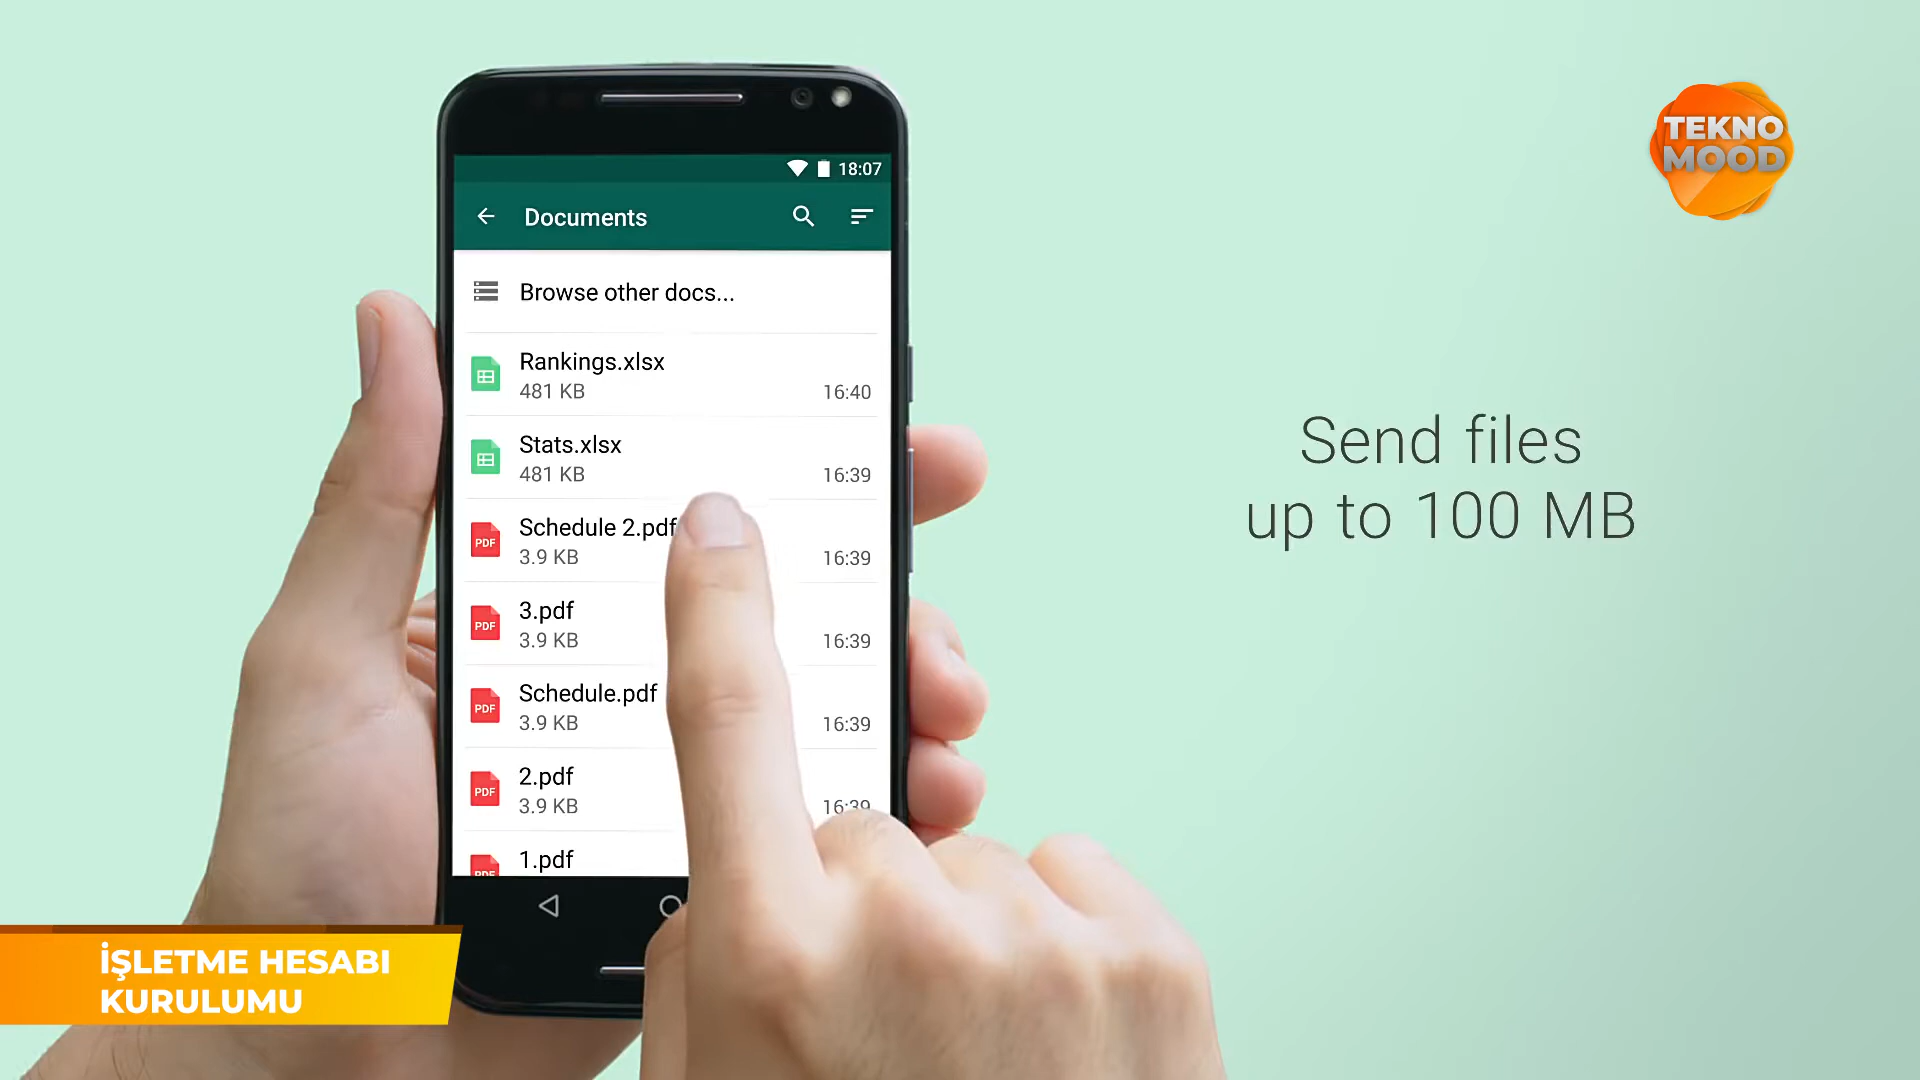 TEKNO
MOOD
18:07
Documents
Browse other docs...
Rankings.xlsx
481 KB
16:40
Stats.xlsx
481 KB
16:39
Schedule 2.pdf
PDF
3.9 KB
16:39
3.pdf
PDF
3.9 KB
16:39
Schedule.pdf
PDF
3.9 KB
16:39
2.pdf
PDF
3.9 KB
16:39
1.pdf
PDF
Send files
up to 100 MB
İŞLETME HESABI
KURULUMU